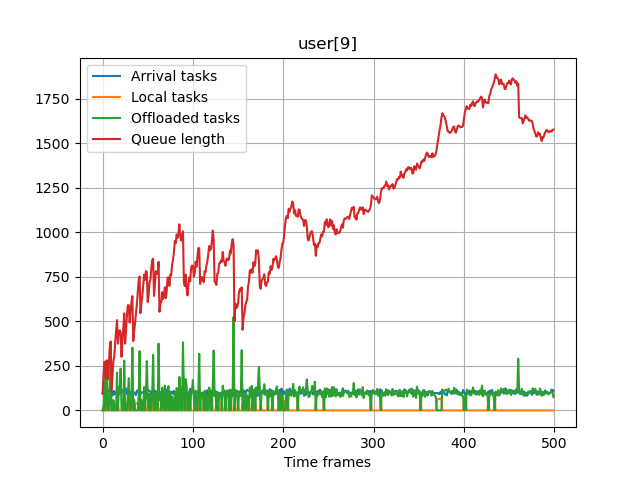 user[9]
Arrival tasks
Local tasks
Offloaded tasks
Queue length
1750
1500
1250
1000
750
500
250
0
0 100 200 300 400 500
Time frames